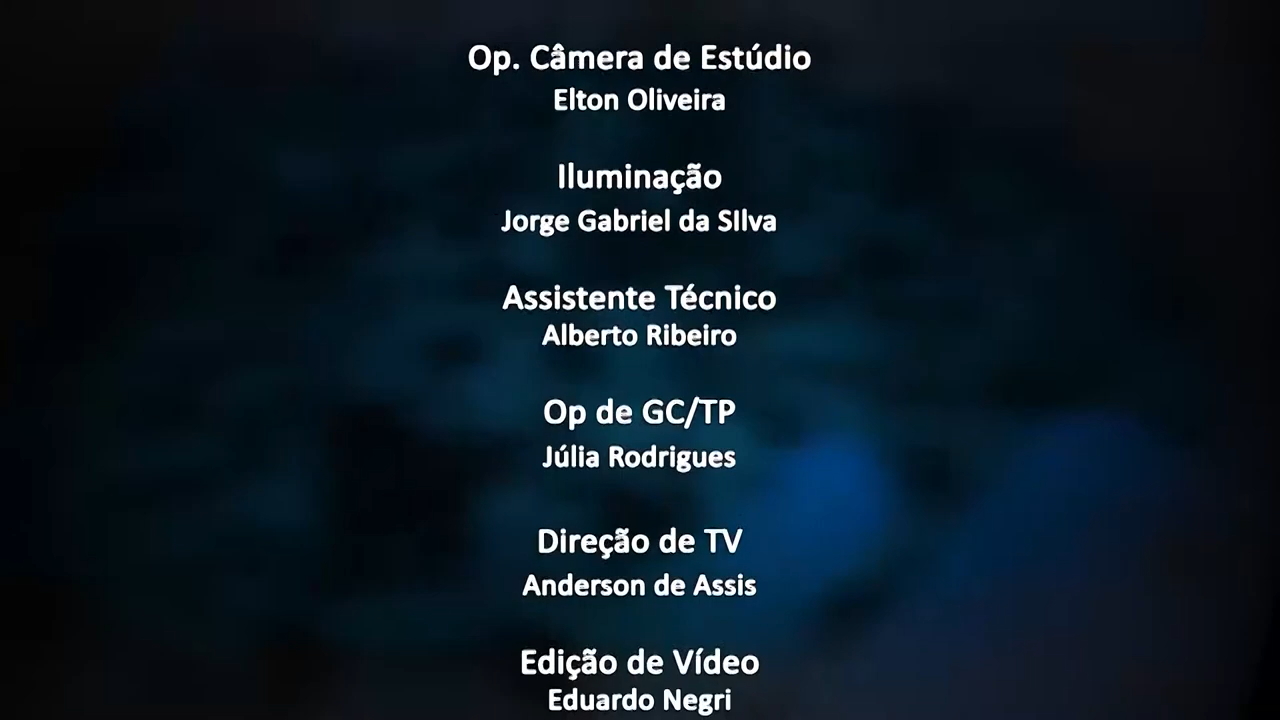 Op. Câmera de Estúdio
Elton Oliveira
Iluminação
Jorge Gabriel da SIlva
Assistente Técnico
Alberto Ribeiro
Op de GC/TP
Júlia Rodrigues
Direção de TV
Anderson de Assis
Edição de Vídeo
Eduardo Negri